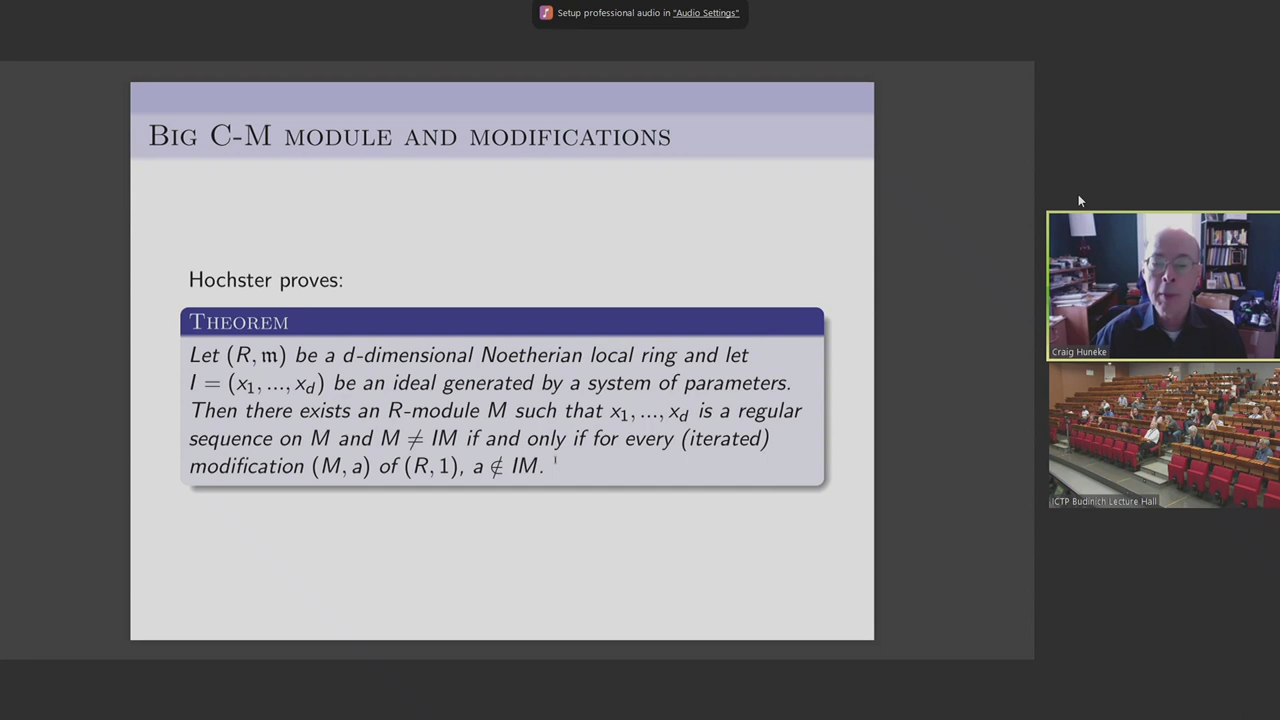 Setup professional audio in "Audio Settings"
Big C-M module and modifications
Hochster proves:
Theorem
Let (R, 𝔪) be a d-dimensional Noetherian local ring and let
I = (x₁, ..., x_d) be an ideal generated by a system of parameters.
Then there exists an R-module M such that x₁, ..., x_d is a regular
sequence on M and M ≠ IM if and only if for every (iterated)
modification (M, a) of (R, 1), a ∉ IM.
Craig Huneke
ICTP Budinich Lecture Hall